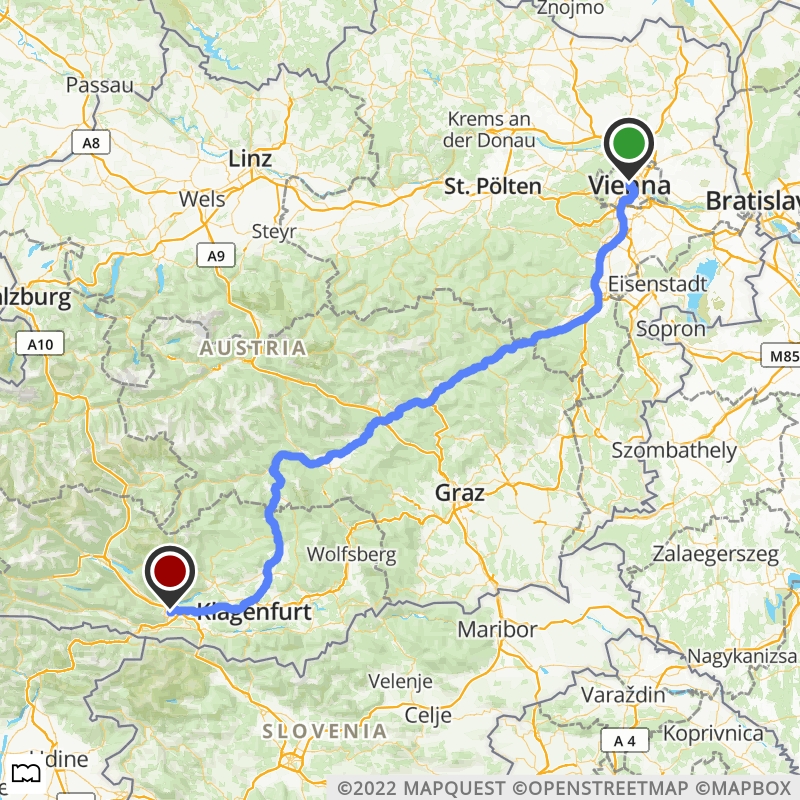 Znojmo
Passau
A8
Krems an
der Donau
Linz
St. Pölten
Vienna
Wels
Bratislav
Steyr
A9
Eisenstadt
alzburg
Sopron
A10
AUSTRIA
M85
Szombathely
Graz
Wolfsberg
Zalaegerszeg
Klagenfurt
Maribor
Nagykanizsa
Velenje
Varaždin
Celje
SLOVENIA
A 4
Koprivnica
Udine
©2022 MAPQUEST ©OPENSTREETMAP ©MAPBOX